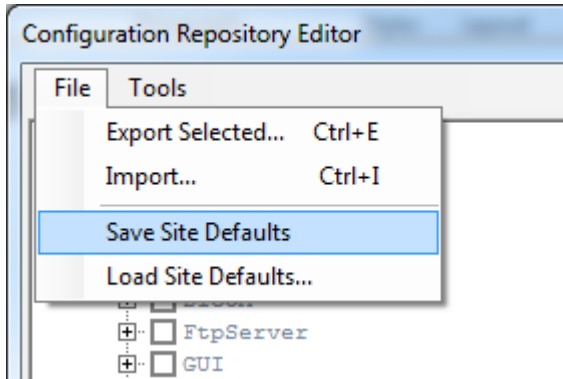 Configuration Repository Editor
File Tools
Export Selected... Ctrl+E
Import... Ctrl+I
Save Site Defaults
Load Site Defaults...
FtpServer
GUI